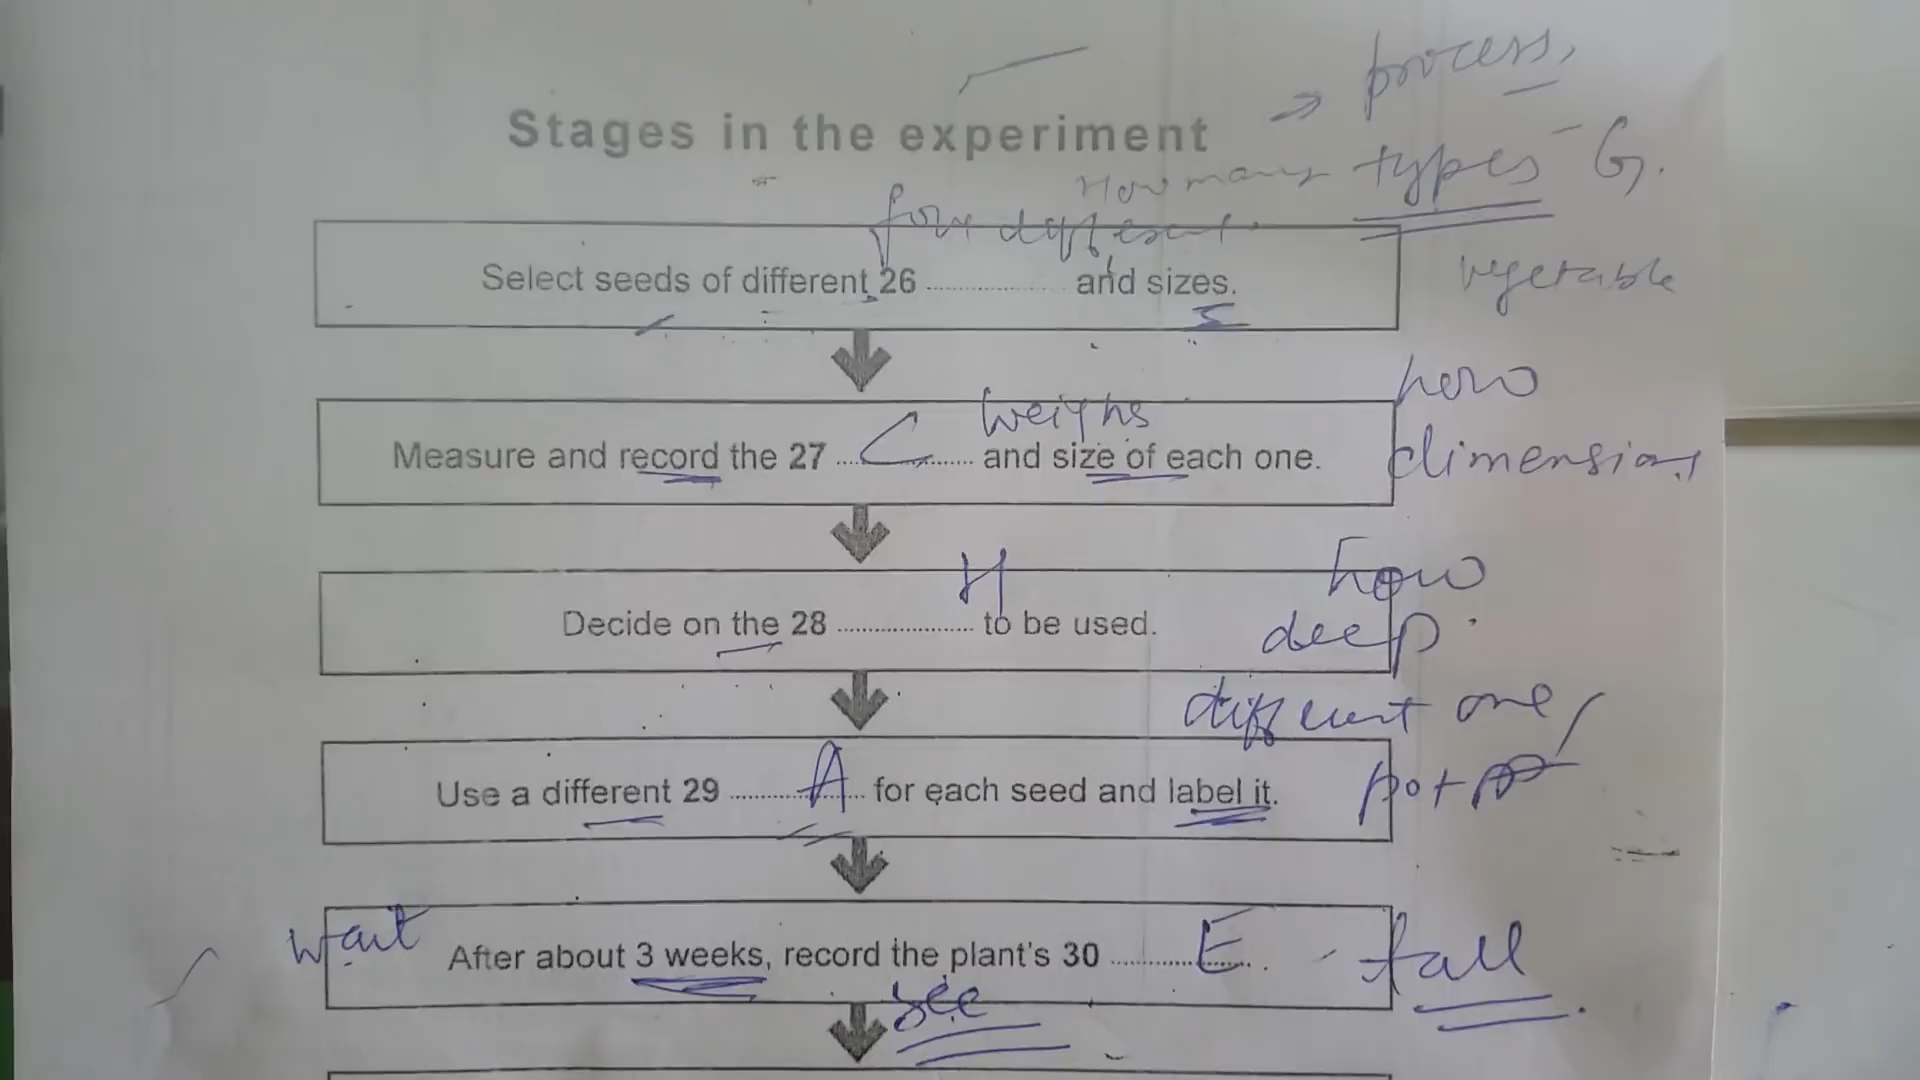 process,
Stages in the experiment
How many types - G.
four different
Select seeds of different 26 .................... and sizes.
vegetable
how
weighs
Measure and record the 27 .....C.............. and size of each one.
dimensions
H
how
Decide on the 28 .................... to be used.
deep.
different one
Use a different 29 ...........A........ for each seed and label it.
pot
wait
After about 3 weeks, record the plant's 30 ............E........
tall
see